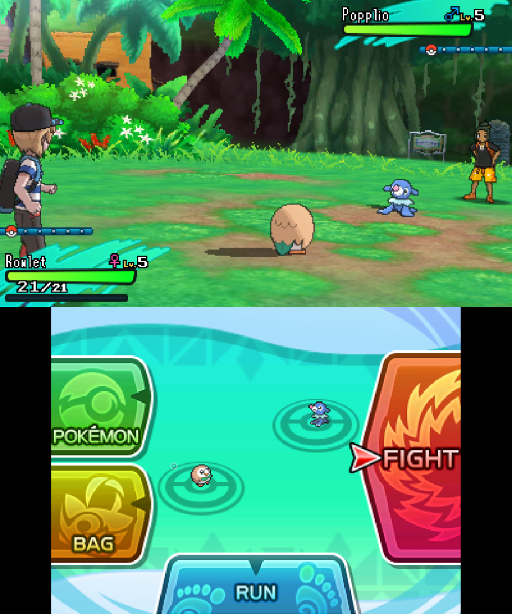 Popplio ♂ Lv.5
Rowlet ♀ Lv.5
21/21
POKéMON
FIGHT
BAG
RUN